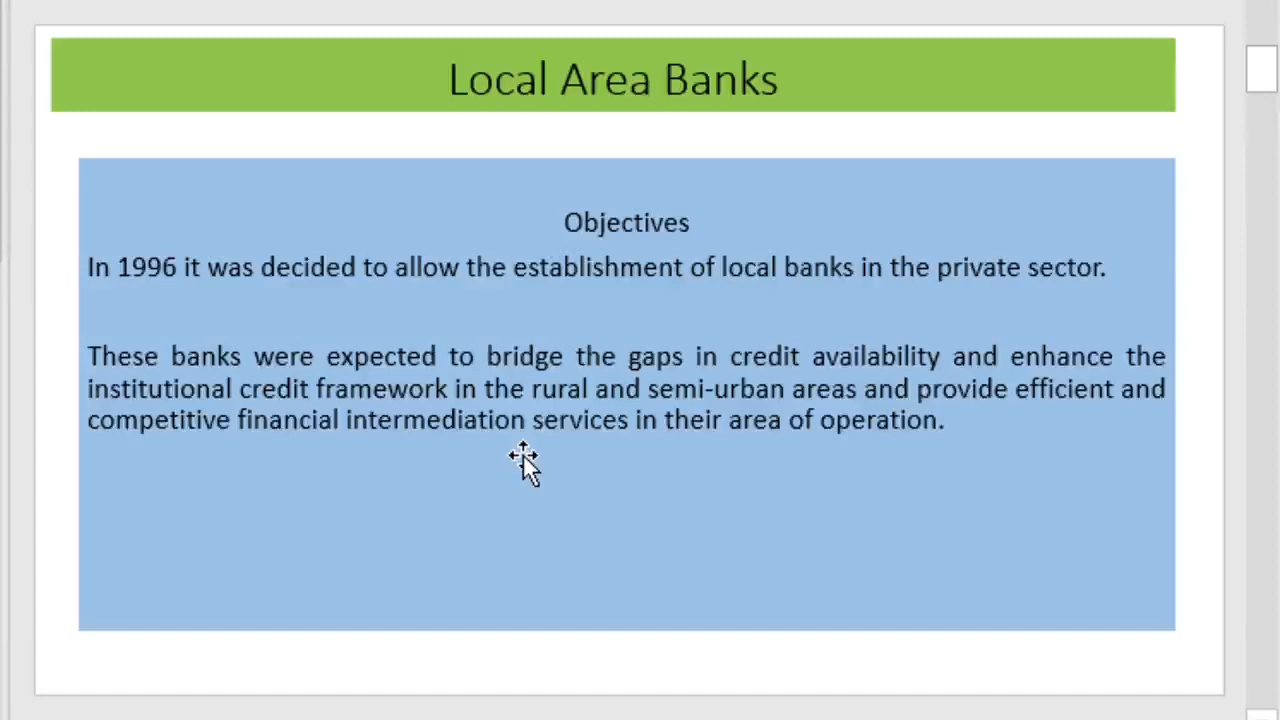 Local Area Banks
Objectives
In 1996 it was decided to allow the establishment of local banks in the private sector.
These banks were expected to bridge the gaps in credit availability and enhance the
institutional credit framework in the rural and semi-urban areas and provide efficient and
competitive financial intermediation services in their area of operation.